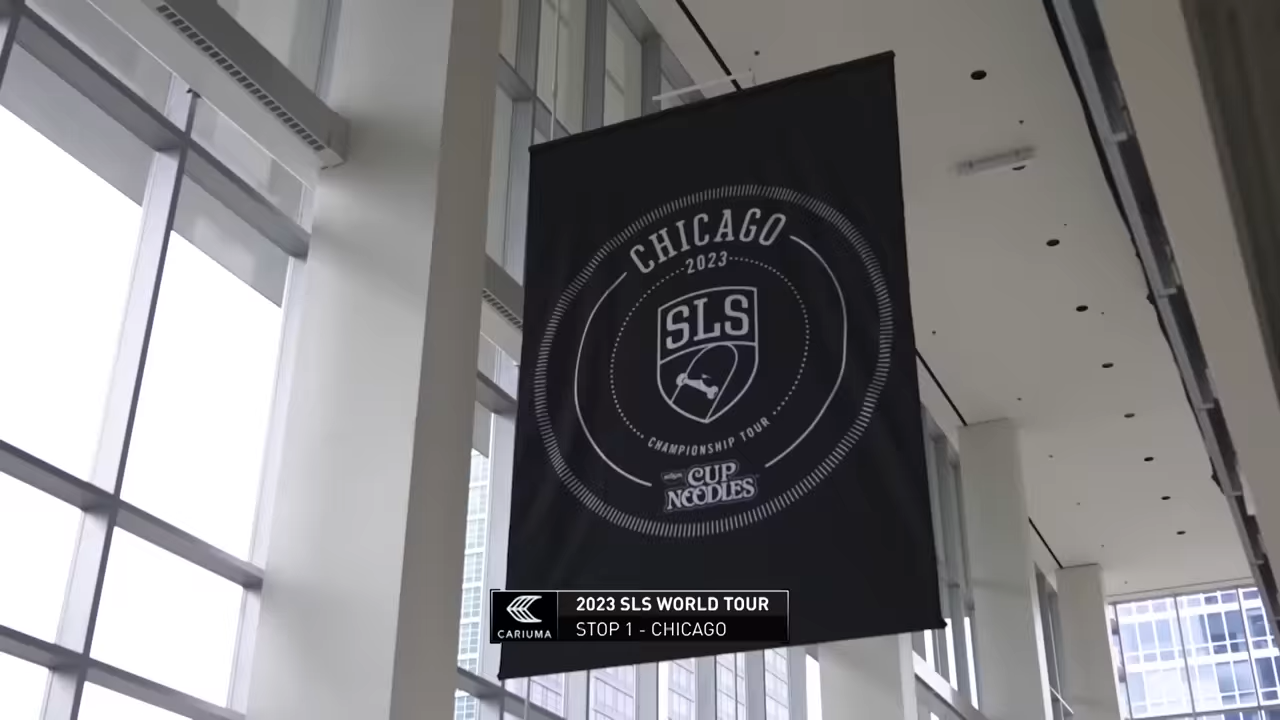 CHICAGO
2023
SLS
CHAMPIONSHIP TOUR
CUP
NOODLES
CARIUMA
2023 SLS WORLD TOUR
STOP 1 - CHICAGO